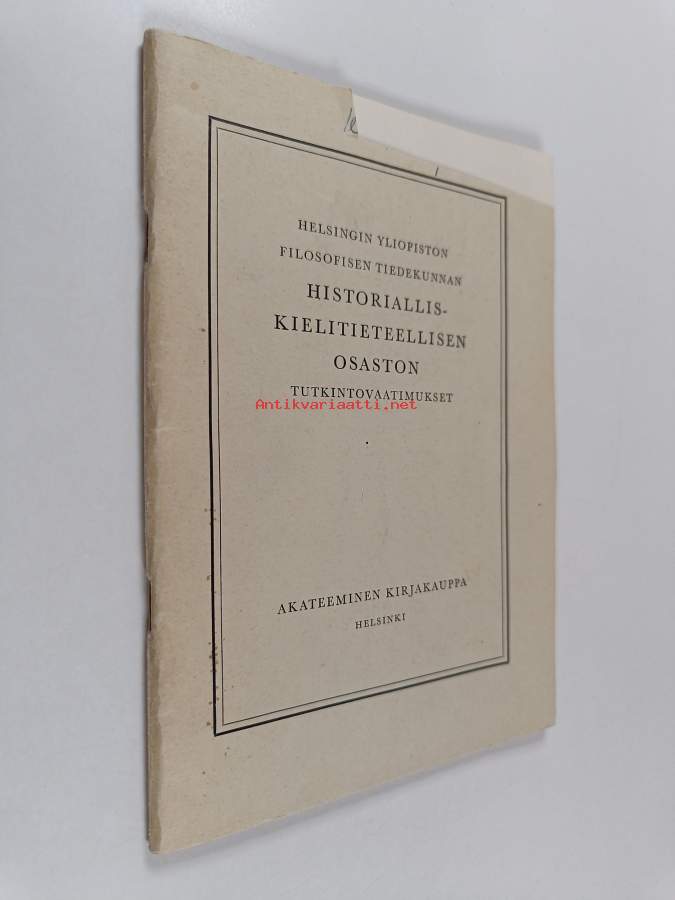 HELSINGIN YLIOPISTON
FILOSOFISEN TIEDEKUNNAN
HISTORIALLIS-
KIELITIETEELLISEN
OSASTON
TUTKINTOVAATIMUKSET
Antikvariaatti.net
AKATEEMINEN KIRJAKAUPPA
HELSINKI